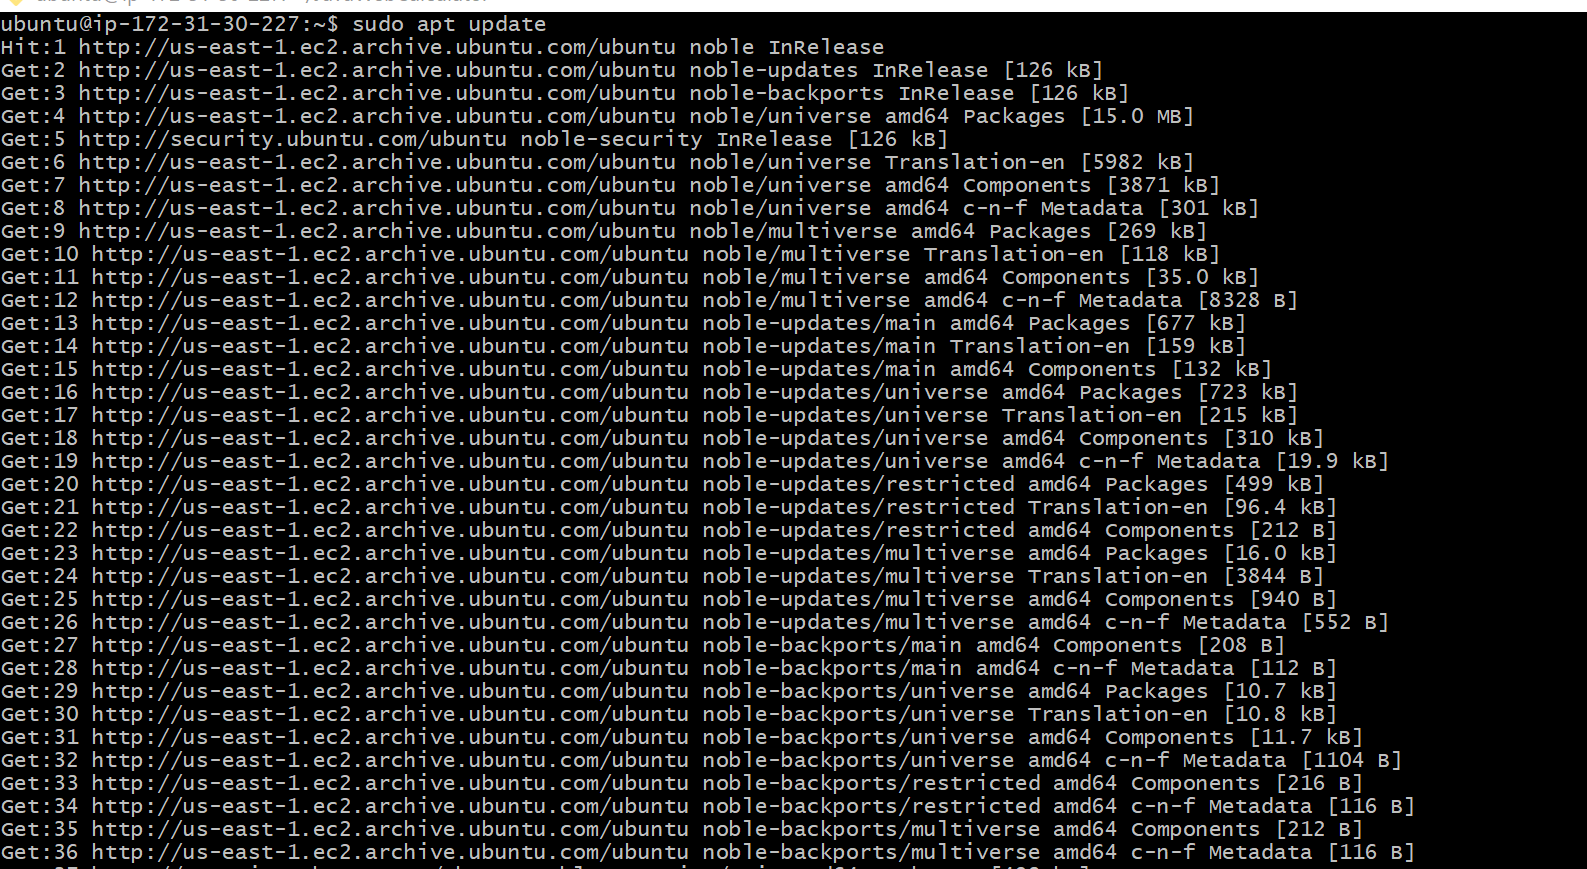 ubuntu@ip-172-31-30-227:~$ sudo apt update
Hit:1 http://us-east-1.ec2.archive.ubuntu.com/ubuntu noble InRelease
Get:2 http://us-east-1.ec2.archive.ubuntu.com/ubuntu noble-updates InRelease [126 kB]
Get:3 http://us-east-1.ec2.archive.ubuntu.com/ubuntu noble-backports InRelease [126 kB]
Get:4 http://us-east-1.ec2.archive.ubuntu.com/ubuntu noble/universe amd64 Packages [15.0 MB]
Get:5 http://security.ubuntu.com/ubuntu noble-security InRelease [126 kB]
Get:6 http://us-east-1.ec2.archive.ubuntu.com/ubuntu noble/universe Translation-en [5982 kB]
Get:7 http://us-east-1.ec2.archive.ubuntu.com/ubuntu noble/universe amd64 Components [3871 kB]
Get:8 http://us-east-1.ec2.archive.ubuntu.com/ubuntu noble/universe amd64 c-n-f Metadata [301 kB]
Get:9 http://us-east-1.ec2.archive.ubuntu.com/ubuntu noble/multiverse amd64 Packages [269 kB]
Get:10 http://us-east-1.ec2.archive.ubuntu.com/ubuntu noble/multiverse Translation-en [118 kB]
Get:11 http://us-east-1.ec2.archive.ubuntu.com/ubuntu noble/multiverse amd64 Components [35.0 kB]
Get:12 http://us-east-1.ec2.archive.ubuntu.com/ubuntu noble/multiverse amd64 c-n-f Metadata [8328 B]
Get:13 http://us-east-1.ec2.archive.ubuntu.com/ubuntu noble-updates/main amd64 Packages [677 kB]
Get:14 http://us-east-1.ec2.archive.ubuntu.com/ubuntu noble-updates/main Translation-en [159 kB]
Get:15 http://us-east-1.ec2.archive.ubuntu.com/ubuntu noble-updates/main amd64 Components [132 kB]
Get:16 http://us-east-1.ec2.archive.ubuntu.com/ubuntu noble-updates/universe amd64 Packages [723 kB]
Get:17 http://us-east-1.ec2.archive.ubuntu.com/ubuntu noble-updates/universe Translation-en [215 kB]
Get:18 http://us-east-1.ec2.archive.ubuntu.com/ubuntu noble-updates/universe amd64 Components [310 kB]
Get:19 http://us-east-1.ec2.archive.ubuntu.com/ubuntu noble-updates/universe amd64 c-n-f Metadata [19.9 kB]
Get:20 http://us-east-1.ec2.archive.ubuntu.com/ubuntu noble-updates/restricted amd64 Packages [499 kB]
Get:21 http://us-east-1.ec2.archive.ubuntu.com/ubuntu noble-updates/restricted Translation-en [96.4 kB]
Get:22 http://us-east-1.ec2.archive.ubuntu.com/ubuntu noble-updates/restricted amd64 Components [212 B]
Get:23 http://us-east-1.ec2.archive.ubuntu.com/ubuntu noble-updates/multiverse amd64 Packages [16.0 kB]
Get:24 http://us-east-1.ec2.archive.ubuntu.com/ubuntu noble-updates/multiverse Translation-en [3844 B]
Get:25 http://us-east-1.ec2.archive.ubuntu.com/ubuntu noble-updates/multiverse amd64 Components [940 B]
Get:26 http://us-east-1.ec2.archive.ubuntu.com/ubuntu noble-updates/multiverse amd64 c-n-f Metadata [552 B]
Get:27 http://us-east-1.ec2.archive.ubuntu.com/ubuntu noble-backports/main amd64 Components [208 B]
Get:28 http://us-east-1.ec2.archive.ubuntu.com/ubuntu noble-backports/main amd64 c-n-f Metadata [112 B]
Get:29 http://us-east-1.ec2.archive.ubuntu.com/ubuntu noble-backports/universe amd64 Packages [10.7 kB]
Get:30 http://us-east-1.ec2.archive.ubuntu.com/ubuntu noble-backports/universe Translation-en [10.8 kB]
Get:31 http://us-east-1.ec2.archive.ubuntu.com/ubuntu noble-backports/universe amd64 Components [11.7 kB]
Get:32 http://us-east-1.ec2.archive.ubuntu.com/ubuntu noble-backports/universe amd64 c-n-f Metadata [1104 B]
Get:33 http://us-east-1.ec2.archive.ubuntu.com/ubuntu noble-backports/restricted amd64 Components [216 B]
Get:34 http://us-east-1.ec2.archive.ubuntu.com/ubuntu noble-backports/restricted amd64 c-n-f Metadata [116 B]
Get:35 http://us-east-1.ec2.archive.ubuntu.com/ubuntu noble-backports/multiverse amd64 Components [212 B]
Get:36 http://us-east-1.ec2.archive.ubuntu.com/ubuntu noble-backports/multiverse amd64 c-n-f Metadata [116 B]